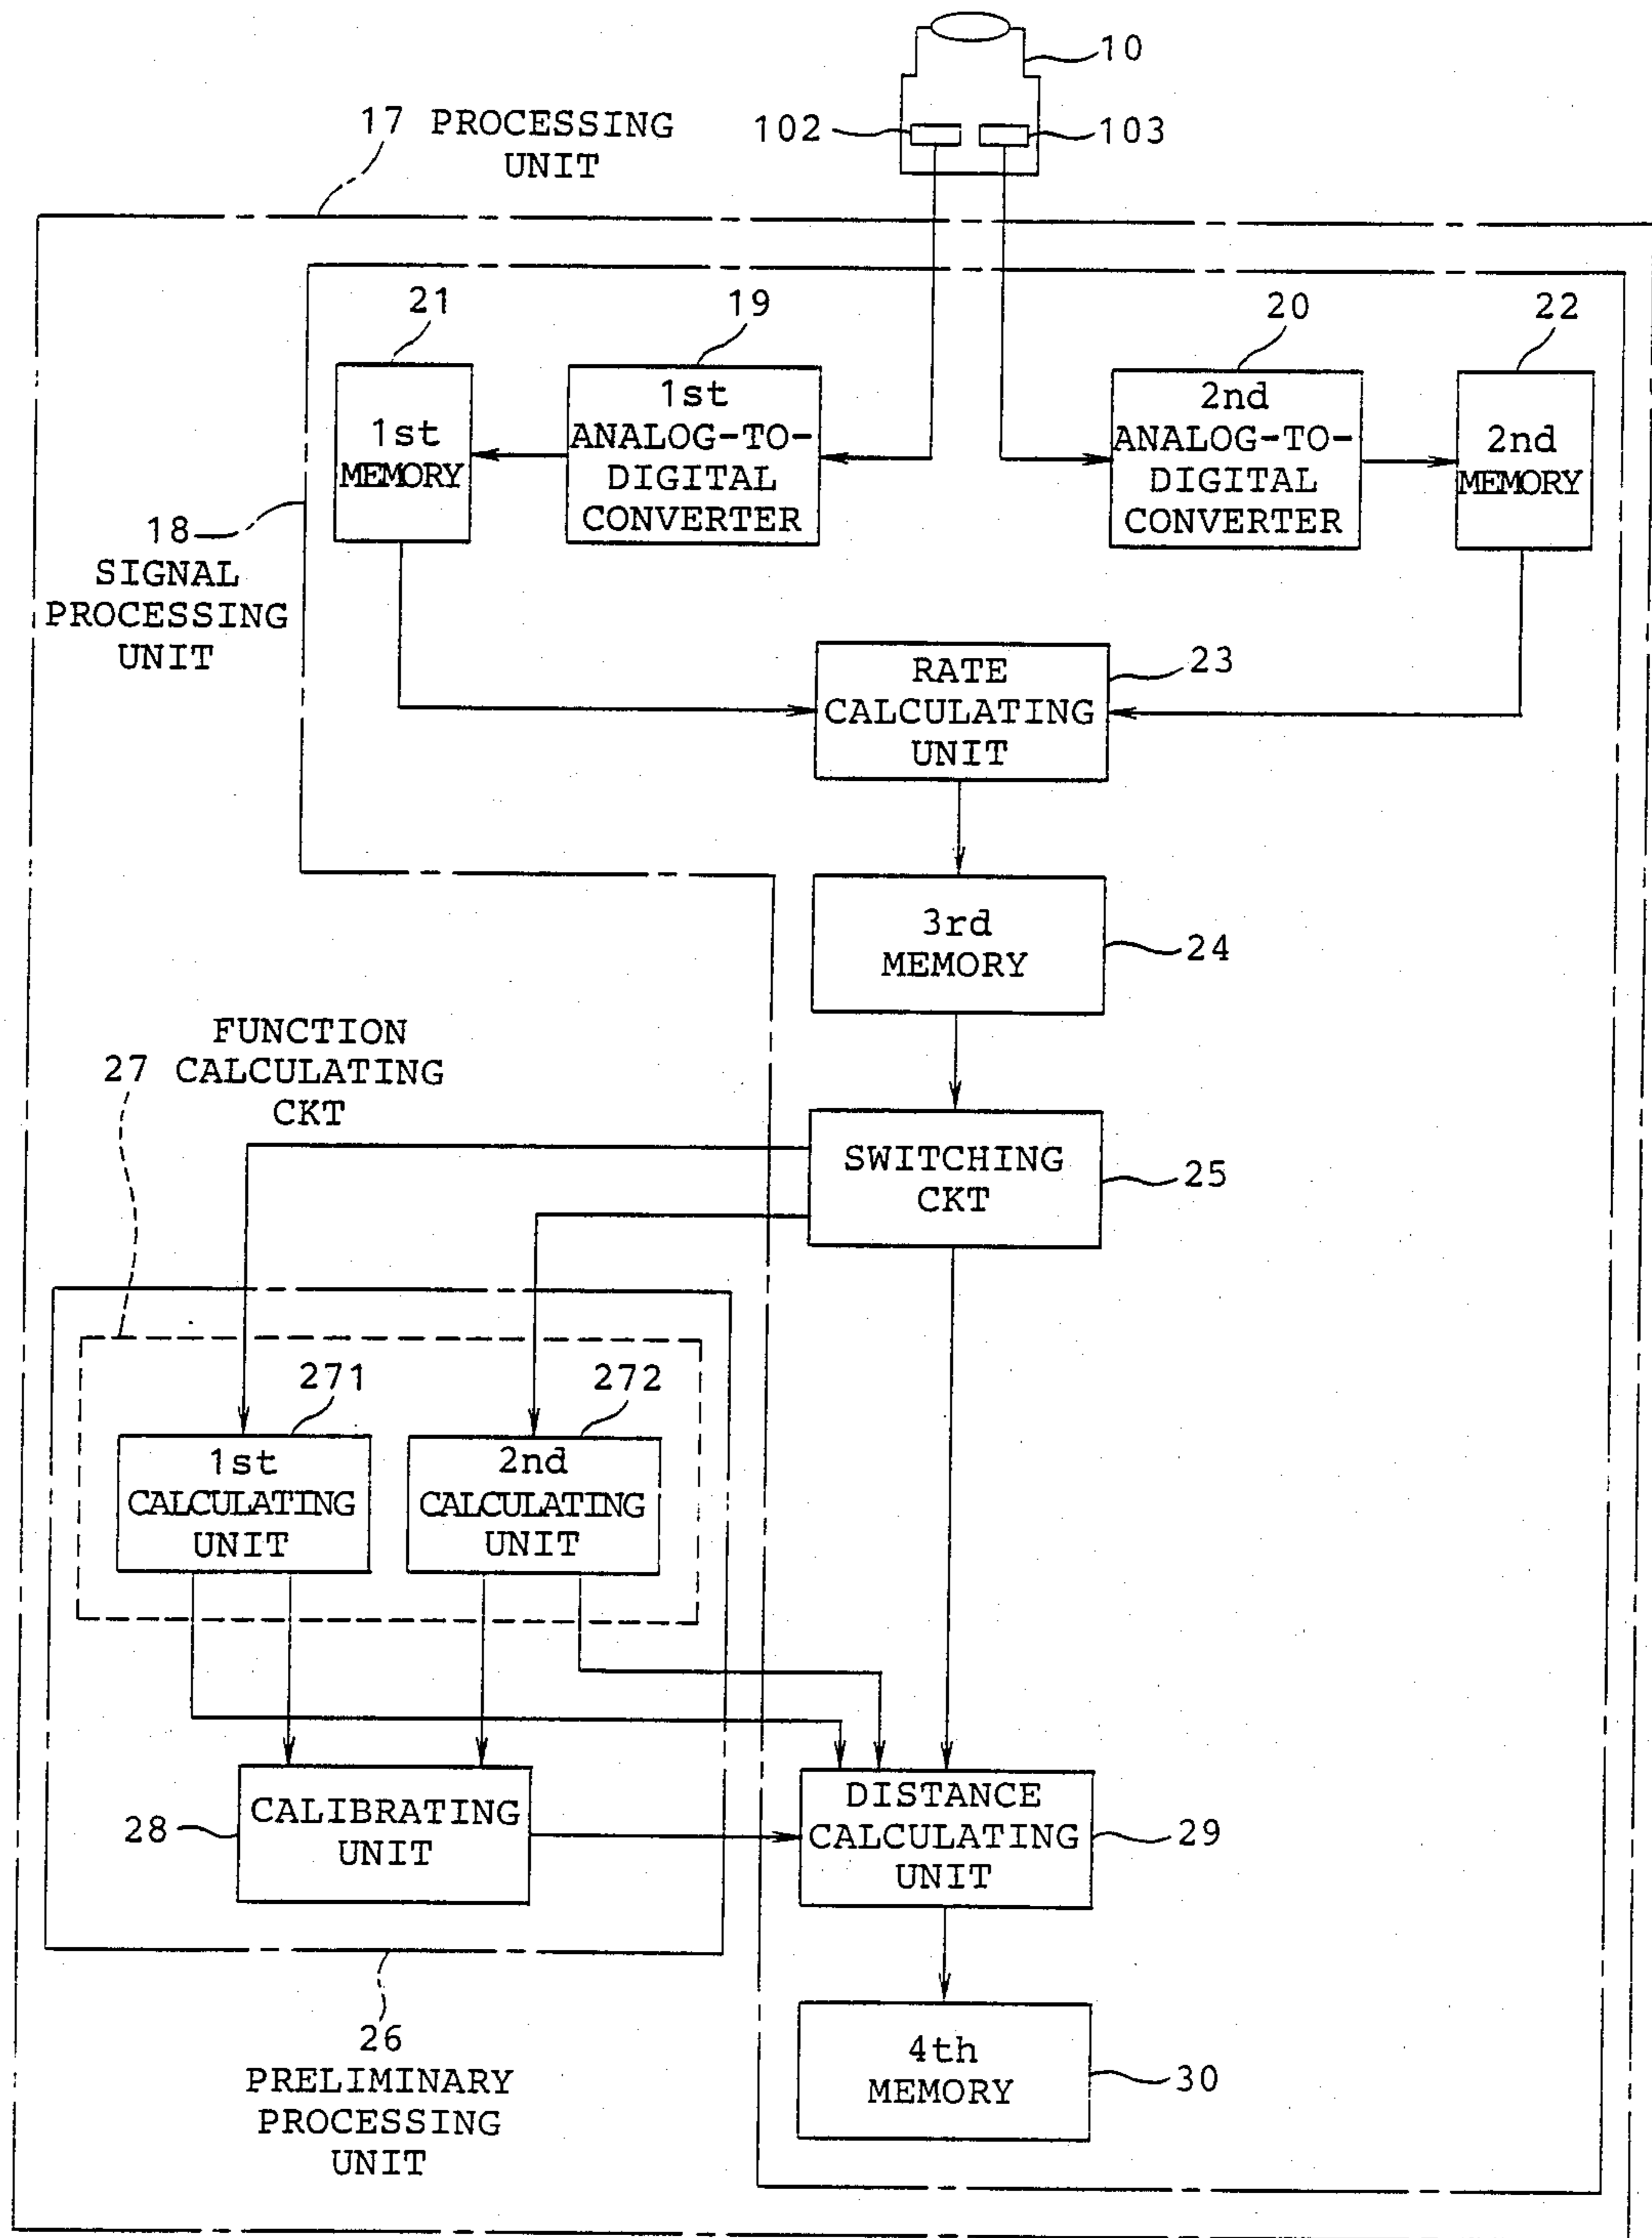 10
17 PROCESSING
UNIT
102
103
21
19
20
22
1st
MEMORY
1st
ANALOG-TO-
DIGITAL
CONVERTER
2nd
ANALOG-TO-
DIGITAL
CONVERTER
2nd
MEMORY
18
SIGNAL
PROCESSING
UNIT
RATE
CALCULATING
UNIT
23
3rd
MEMORY
24
FUNCTION
27 CALCULATING
CKT
SWITCHING
CKT
25
271
272
1st
CALCULATING
UNIT
2nd
CALCULATING
UNIT
28
CALIBRATING
UNIT
DISTANCE
CALCULATING
UNIT
29
26
PRELIMINARY
PROCESSING
UNIT
4th
MEMORY
30